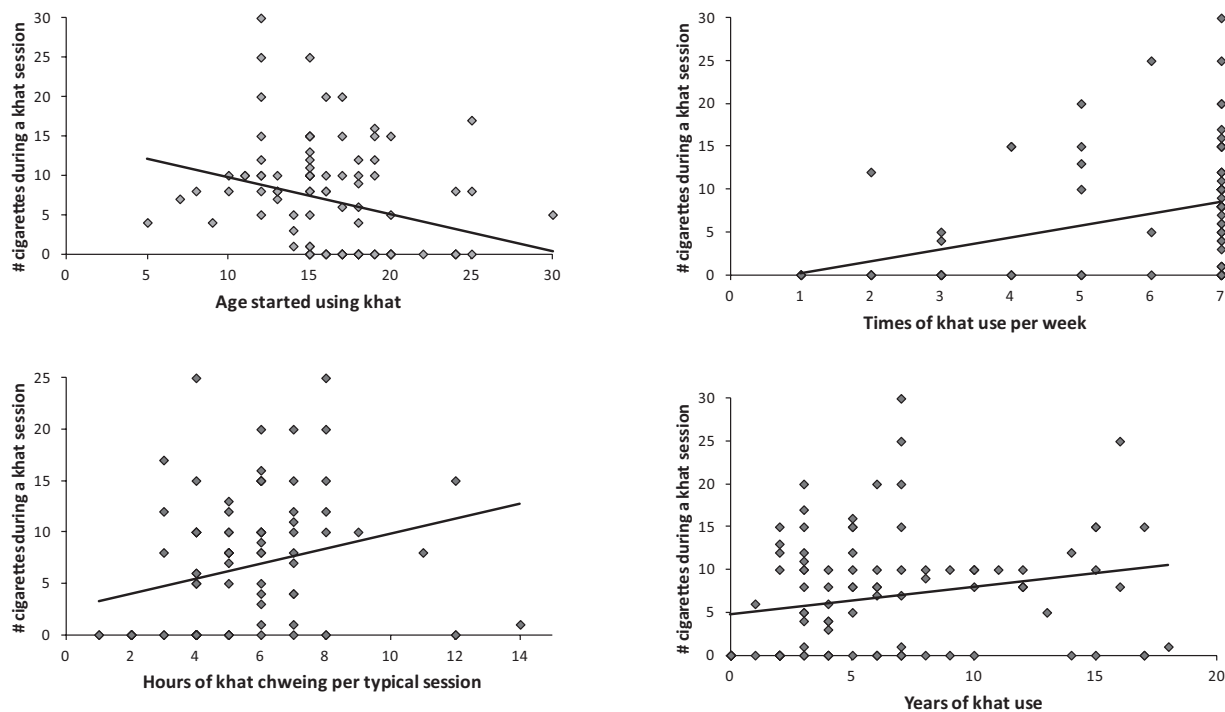 # cigarettes during a khat session
30
25
20
15
10
5
0
0 5 10 15 20 25 30
Age started using khat
# cigarettes during a khat session
30
25
20
15
10
5
0
0 1 2 3 4 5 6 7
Times of khat use per week
# cigarettes during a khat session
25
20
15
10
5
0
0 2 4 6 8 10 12 14
Hours of khat chweing per typical session
# cigarettes during a khat session
30
25
20
15
10
5
0
0 5 10 15 20
Years of khat use